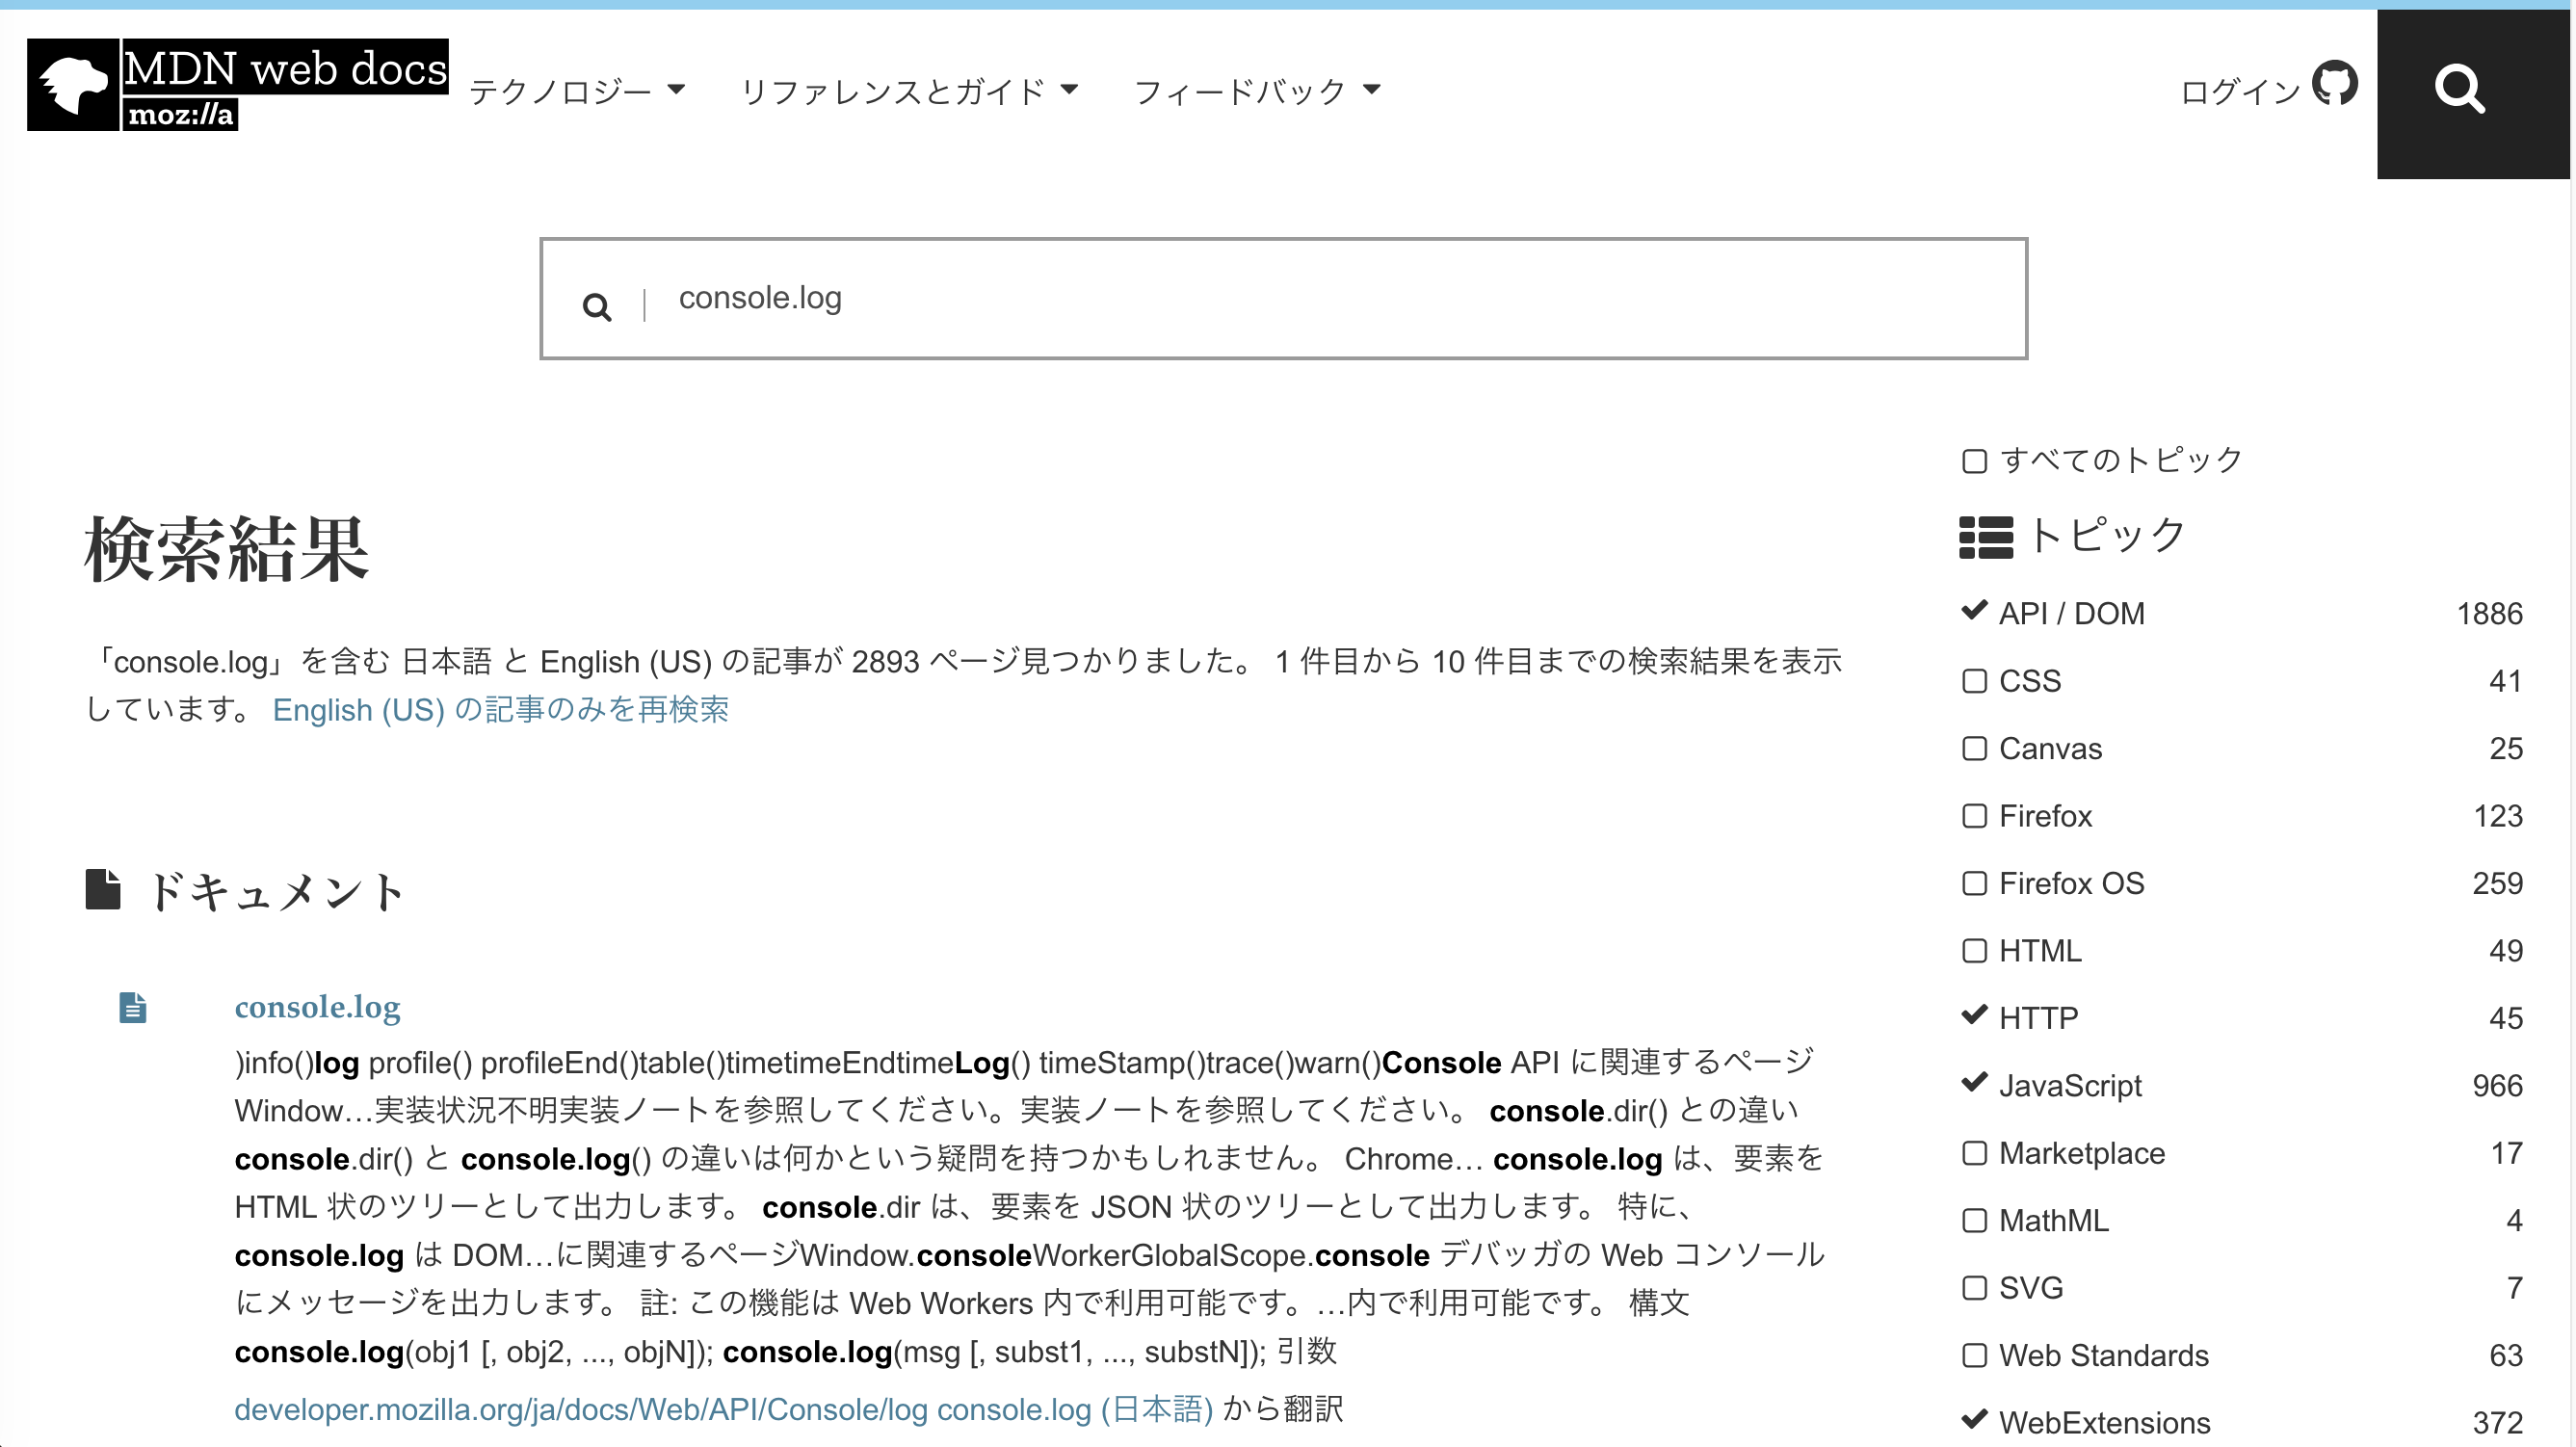 MDN web docs
moz://a
テクノロジー
リファレンスとガイド
フィードバック
ログイン
console.log
検索結果
「console.log」を含む 日本語 と English (US) の記事が 2893 ページ見つかりました。 1 件目から 10 件目までの検索結果を表示
しています。 English (US) の記事のみを再検索
ドキュメント
console.log
)info()log profile() profileEnd()table()timetimeEndtimeLog() timeStamp()trace()warn()Console API に関連するページ
Window…実装状況不明実装ノートを参照してください。実装ノートを参照してください。 console.dir() との違い
console.dir() と console.log() の違いは何かという疑問を持つかもしれません。 Chrome… console.log は、要素を
HTML 状のツリーとして出力します。 console.dir は、要素を JSON 状のツリーとして出力します。 特に、
console.log は DOM…に関連するページWindow.consoleWorkerGlobalScope.console デバッガの Web コンソール
にメッセージを出力します。 註: この機能は Web Workers 内で利用可能です。…内で利用可能です。 構文
console.log(obj1 [, obj2, ..., objN]); console.log(msg [, subst1, ..., substN]); 引数
developer.mozilla.org/ja/docs/Web/API/Console/log console.log (日本語) から翻訳
すべてのトピック
トピック
API / DOM 1886
CSS 41
Canvas 25
Firefox 123
Firefox OS 259
HTML 49
HTTP 45
JavaScript 966
Marketplace 17
MathML 4
SVG 7
Web Standards 63
WebExtensions 372